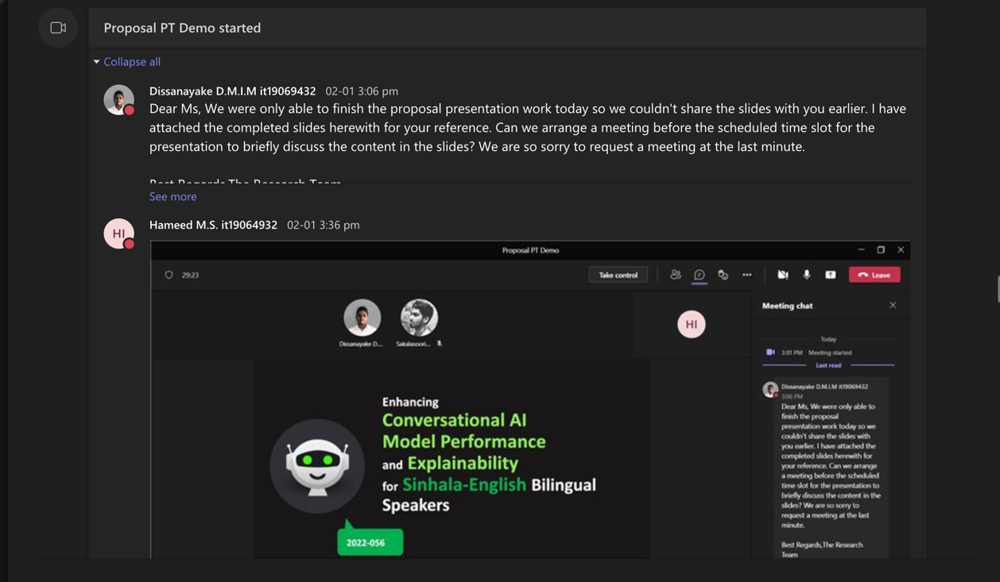 Proposal PT Demo started
Collapse all
Dissanayake D.M.I.M it19069432 02-01 3:06 pm
Dear Ms, We were only able to finish the proposal presentation work today so we couldn't share the slides with you earlier. I have
attached the completed slides herewith for your reference. Can we arrange a meeting before the scheduled time slot for the
presentation to briefly discuss the content in the slides? We are so sorry to request a meeting at the last minute.
Best Regards,The Research Team
See more
HI
Hameed M.S. it19064932 02-01 3:36 pm
Proposal PT Demo
29:23
Take control
Leave
Dissanayake D...
Sakalasoori...
HI
Meeting chat
Today
3:01 PM Meeting started
Last read
Dissanayake D.M.I.M it19069432
3:06 PM
Dear Ms, We were only able to
finish the proposal
presentation work today so we
couldn't share the slides with
you earlier. I have attached the
completed slides herewith for
your reference. Can we arrange
a meeting before the scheduled
time slot for the presentation to
briefly discuss the content in the
slides? We are so sorry to
request a meeting at the last
minute.
Best Regards,The Research
Team
Enhancing
Conversational AI
Model Performance
and Explainability
for Sinhala-English Bilingual
Speakers
2022-056